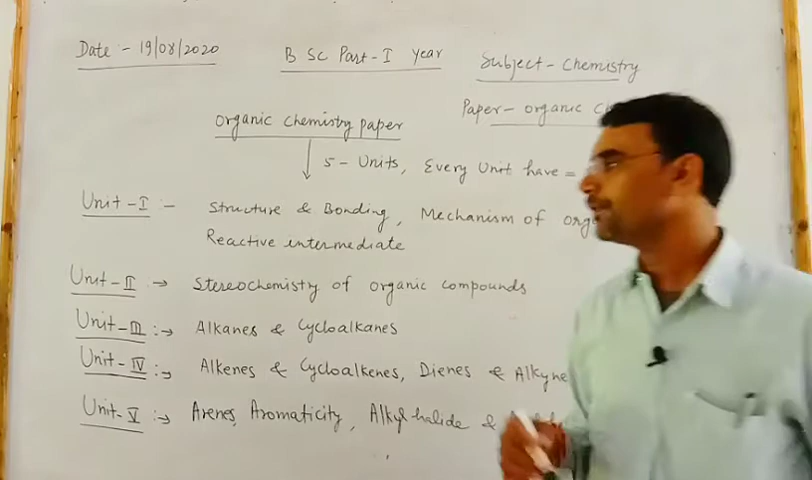 Date :- 19/08/2020
B Sc Part-I Year
Subject - Chemistry
Paper - organic
organic chemistry paper
5 - Units, Every Unit have =
Unit-I :- Structure & Bonding, Mechanism of
Reactive intermediate
Unit-II :→ Stereochemistry of organic compounds
Unit-III :→ Alkanes & Cycloalkanes
Unit-IV :→ Alkenes & Cycloalkenes, Dienes & Alkyne
Unit-V :→ Arenes Aromaticity, Alkyl halide &